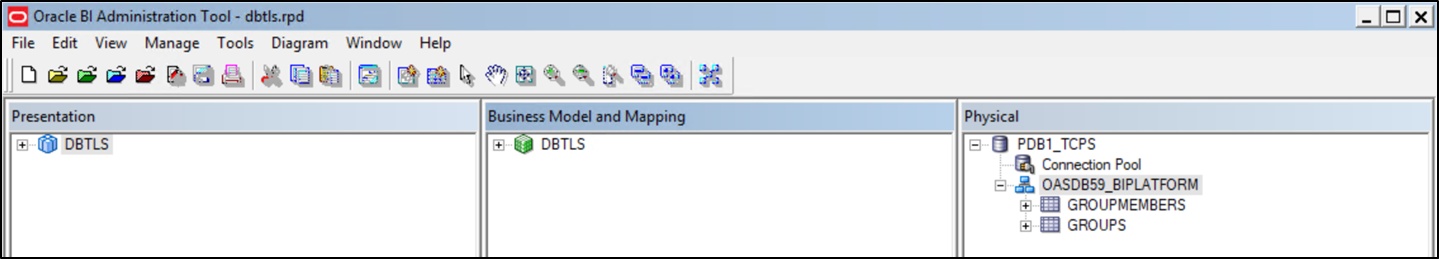 Oracle BI Administration Tool - dbtls.rpd
File Edit View Manage Tools Diagram Window Help
Presentation
DBTLS
Business Model and Mapping
DBTLS
Physical
PDB1_TCPS
Connection Pool
OASDB59_BIPLATFORM
GROUPMEMBERS
GROUPS